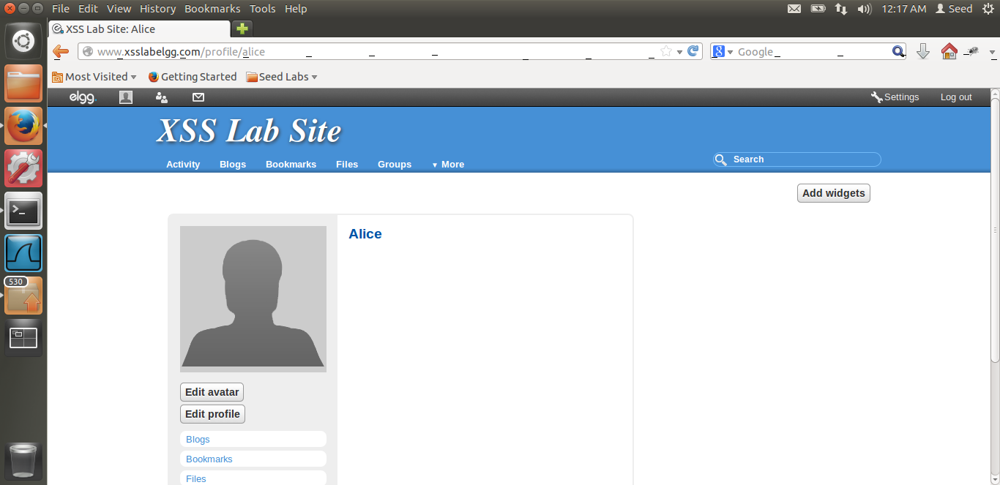 File Edit View History Bookmarks Tools Help 12:17 AM Seed
XSS Lab Site: Alice
www.xsslabelgg.com/profile/alice Google
Most Visited Getting Started Seed Labs
elgg. Settings Log out
XSS Lab Site
Activity Blogs Bookmarks Files Groups More Search
Add widgets
Alice
530
Edit avatar
Edit profile
Blogs
Bookmarks
Files